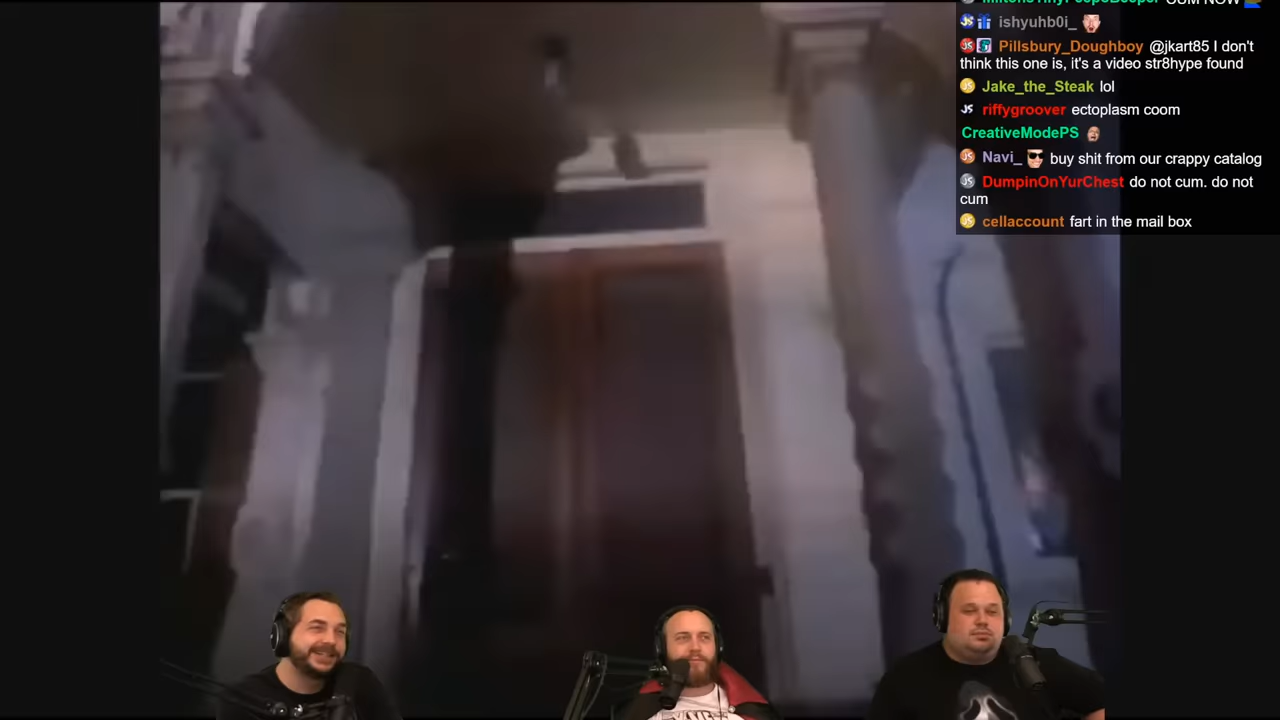 ishyuhb0i_
Pillsbury_Doughboy @jkart85 I don't
think this one is, it's a video str8hype found
Jake_the_Steak lol
riffygroover ectoplasm coom
CreativeModePS
Navi_ buy shit from our crappy catalog
DumpinOnYurChest do not cum. do not
cum
cellaccount fart in the mail box